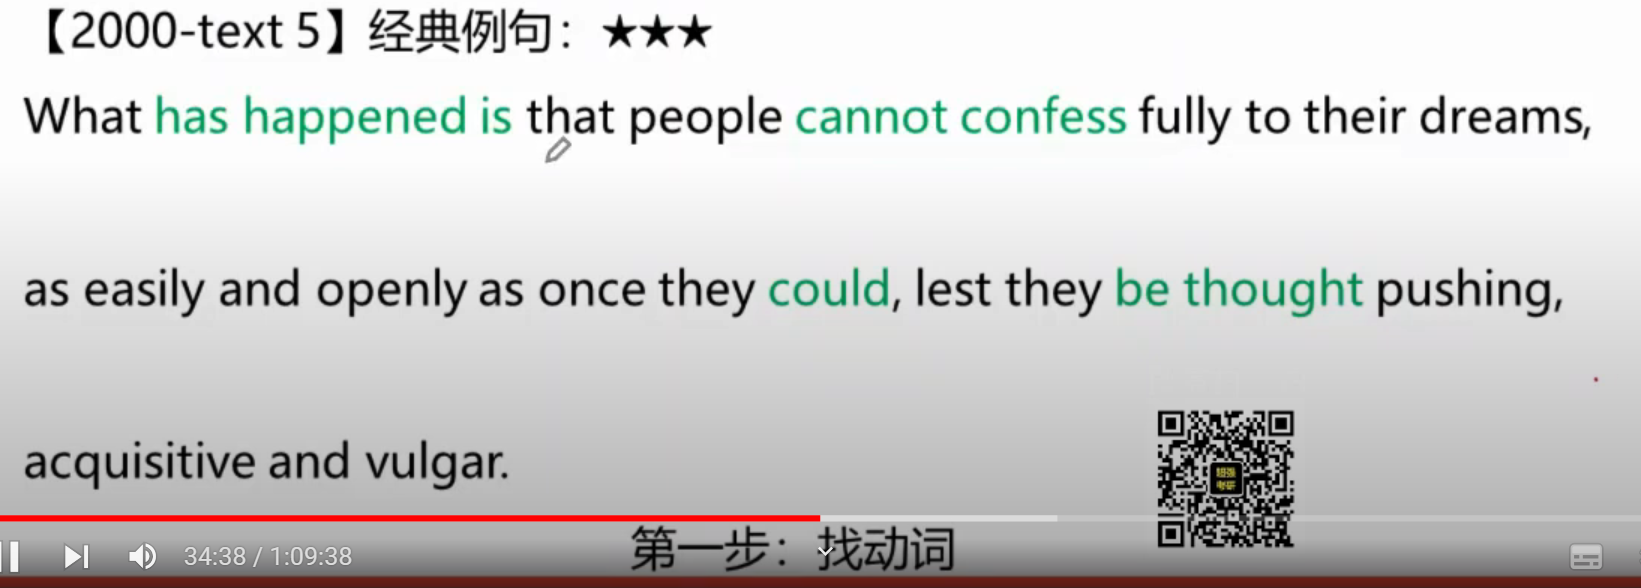 【2000-text 5】经典例句：★★★
What has happened is that people cannot confess fully to their dreams,
as easily and openly as once they could, lest they be thought pushing,
acquisitive and vulgar.
第一步：找动词
34:38 / 1:09:38